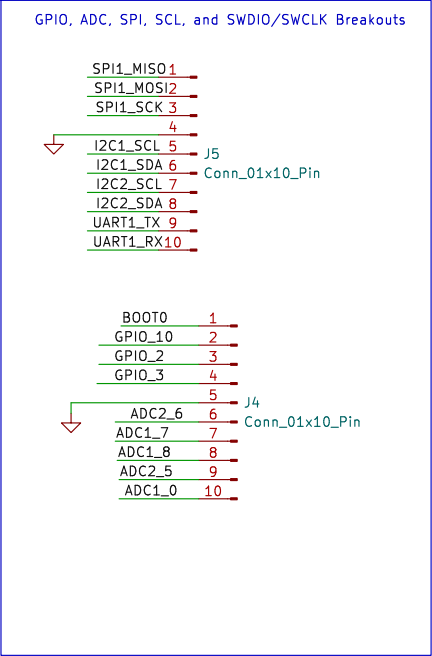 GPIO, ADC, SPI, SCL, and SWDIO/SWCLK Breakouts
SPI1_MISO 1
SPI1_MOSI 2
SPI1_SCK 3
4
I2C1_SCL 5
J5
I2C1_SDA 6
Conn_01x10_Pin
I2C2_SCL 7
I2C2_SDA 8
UART1_TX 9
UART1_RX 10
BOOT0 1
GPIO_10 2
GPIO_2 3
GPIO_3 4
5
J4
ADC2_6 6
Conn_01x10_Pin
ADC1_7 7
ADC1_8 8
ADC2_5 9
ADC1_0 10